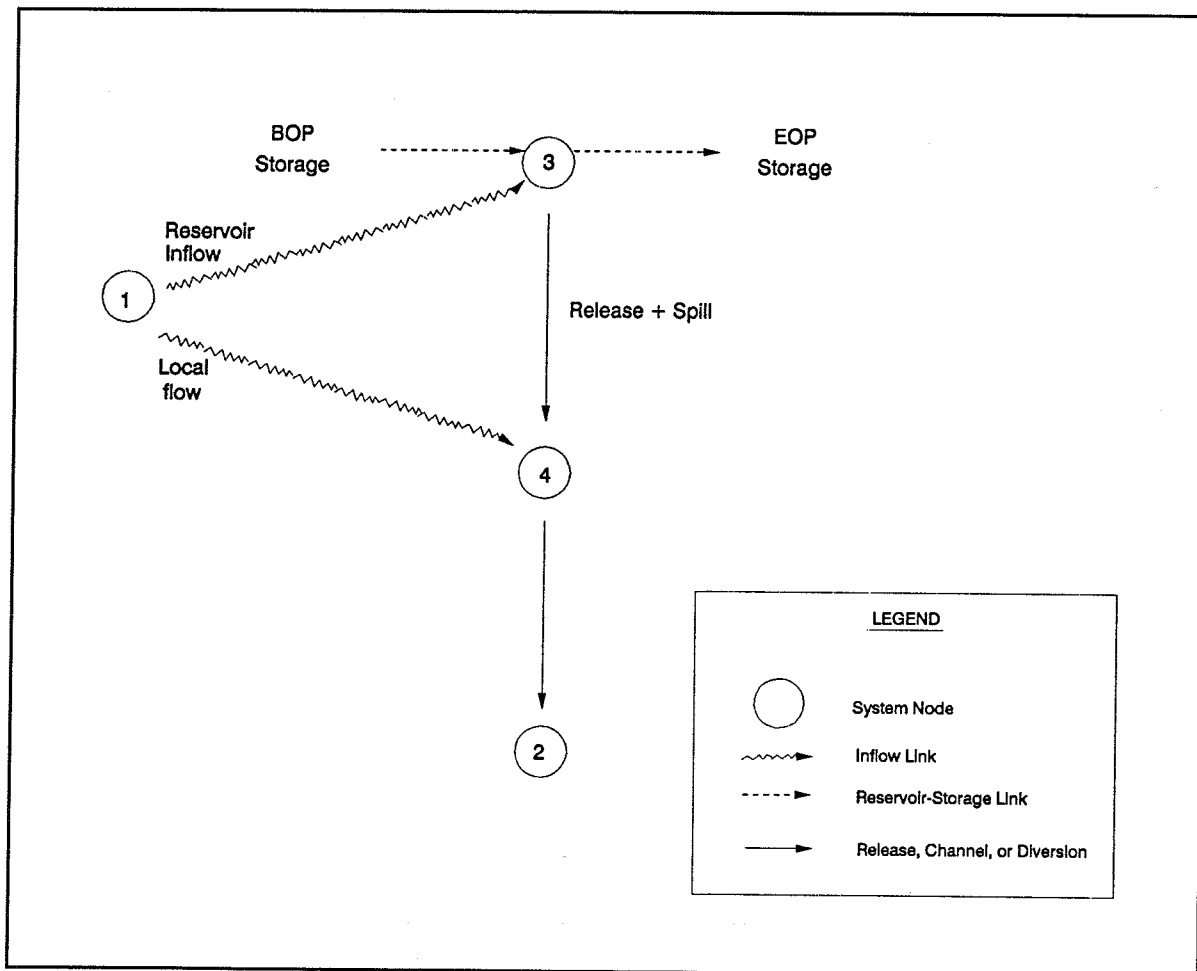 BOP
Storage
3
EOP
Storage
Reservoir
Inflow
1
Release + Spill
Local
flow
4
2
LEGEND
System Node
Inflow Link
Reservoir-Storage Link
Release, Channel, or Diversion